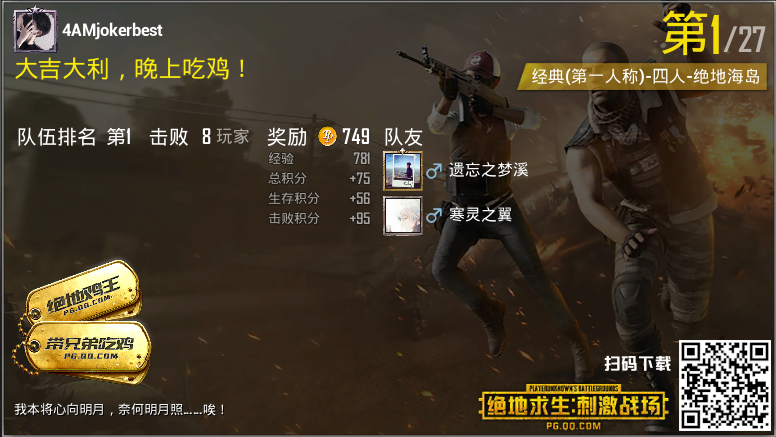 4AMjokerbest
大吉大利，晚上吃鸡！
第1/27
经典(第一人称)-四人-绝地海岛
队伍排名 第1 击败 8 玩家 奖励 749 队友
经验 781
总积分 +75
生存积分 +56
击败积分 +95
遗忘之梦溪
寒灵之翼
绝地鸡王
PG.QQ.COM
带兄弟吃鸡
PG.QQ.COM
我本将心向明月，奈何明月照......唉！
扫码下载
PLAYERUNKNOWN'S BATTLEGROUNDS
绝地求生:刺激战场
PG.QQ.COM